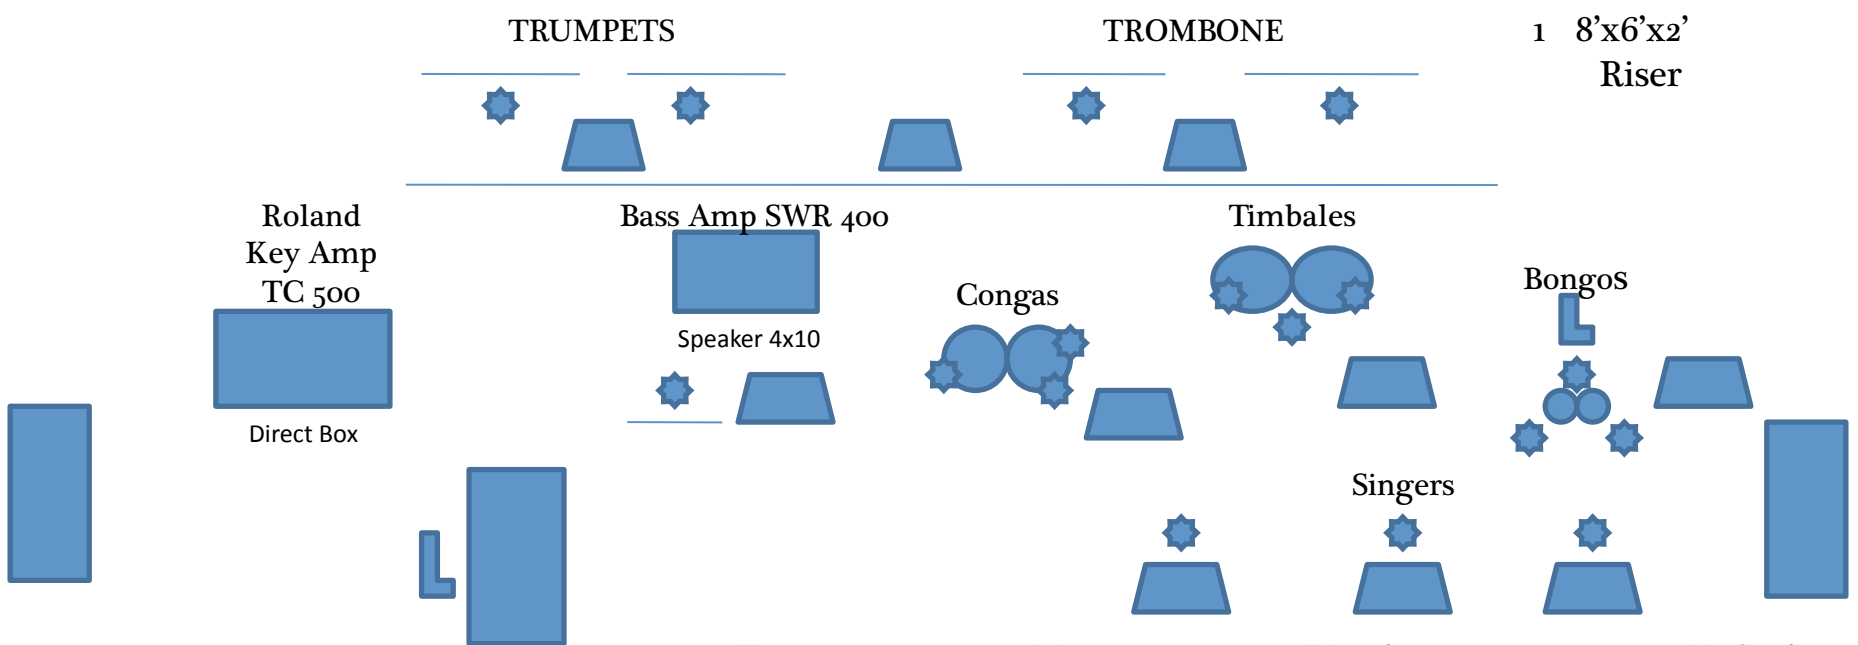 TRUMPETS
TROMBONE
1 8’x6’x2’
Riser
Roland
Key Amp
TC 500
Direct Box
Bass Amp SWR 400
Speaker 4x10
Congas
Timbales
Bongos
Singers